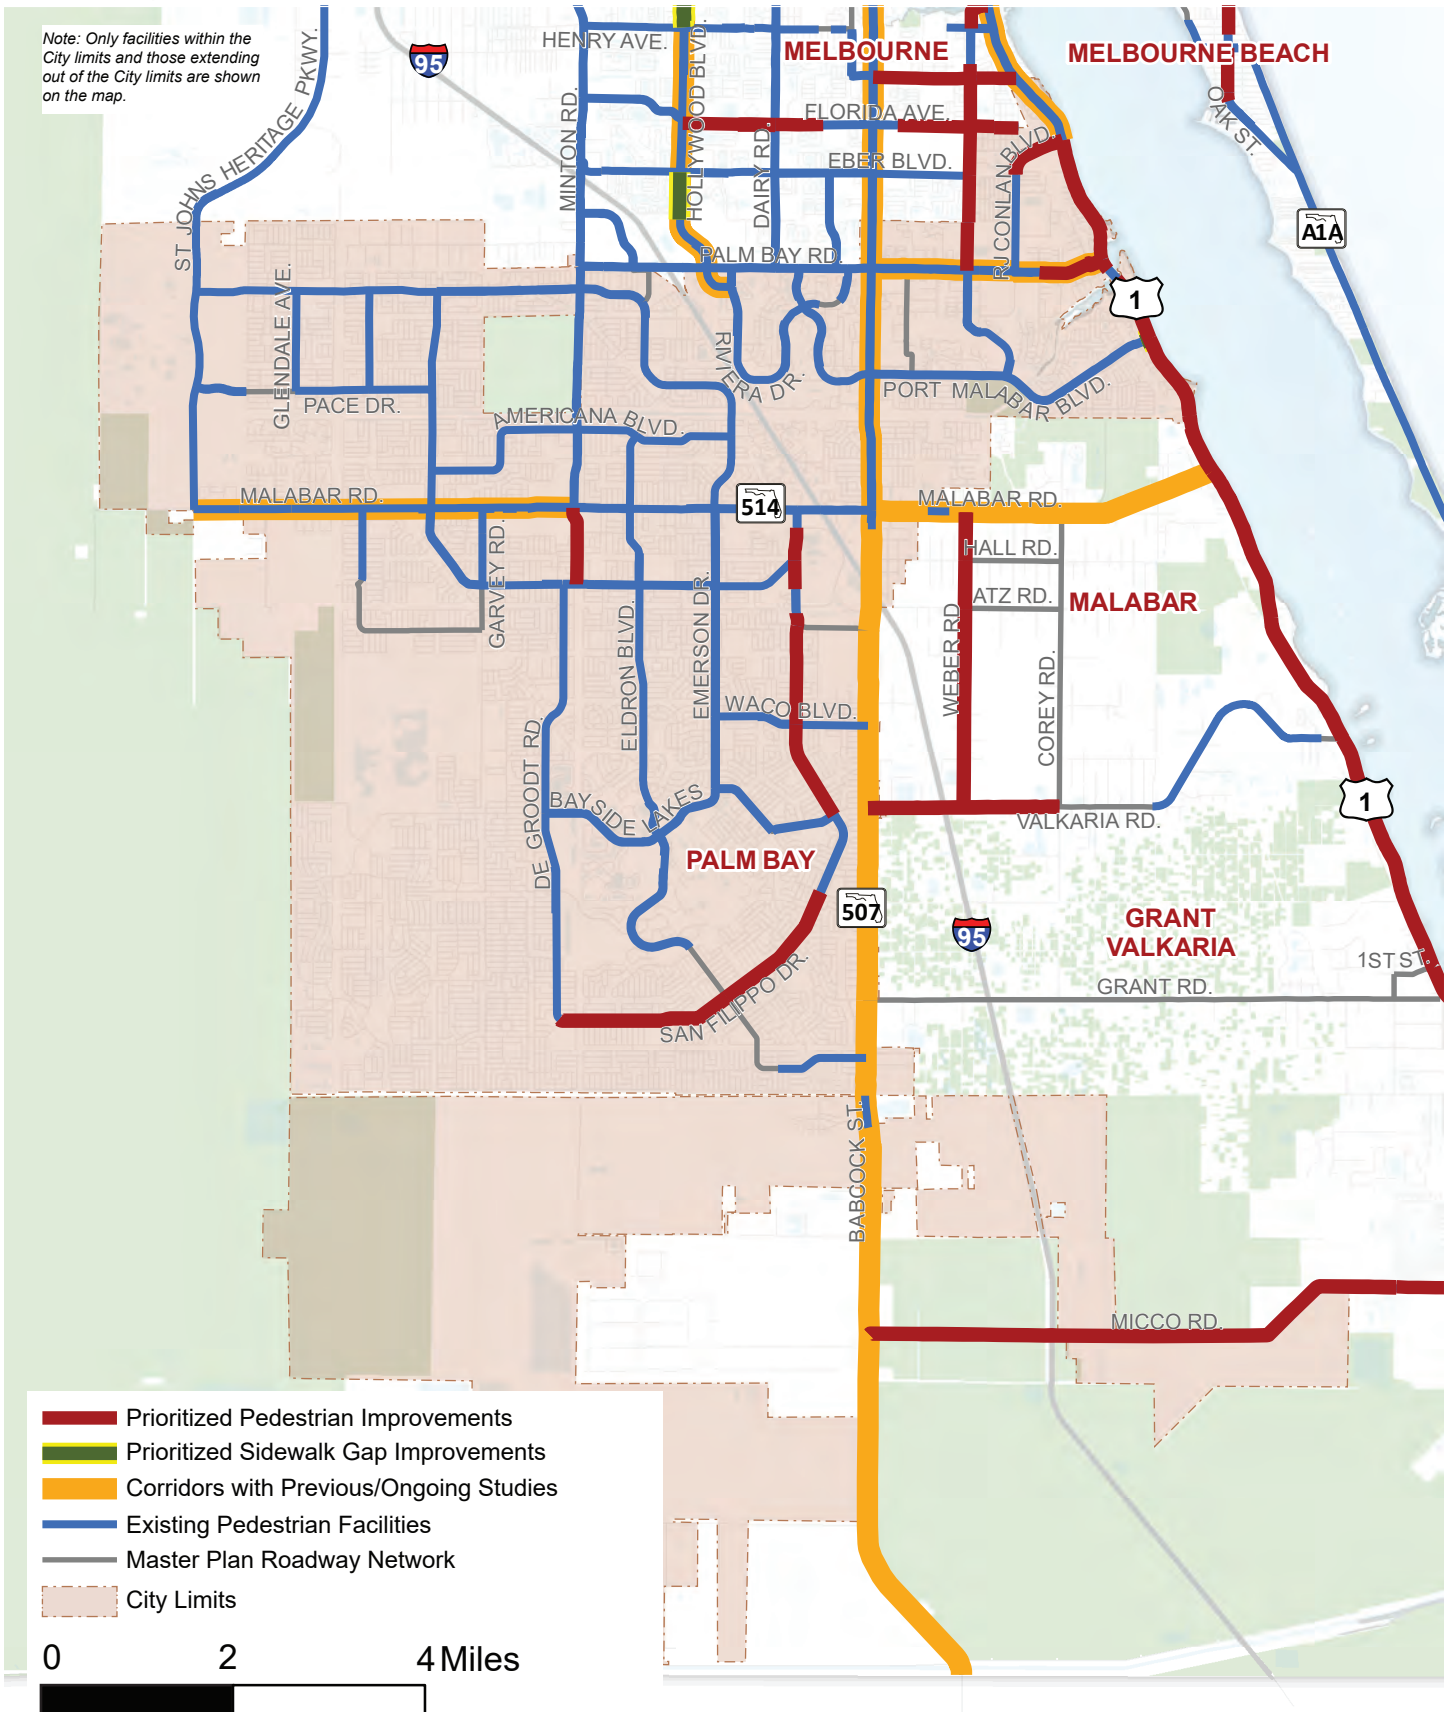 Note: Only facilities within the
City limits and those extending
out of the City limits are shown
on the map.
ST JOHNS HERITAGE PKWY.
95
HENRY AVE.
HOLLYWOOD BLVD.
MELBOURNE
MELBOURNE BEACH
OAK ST.
MINTON RD.
DAIRY RD.
FLORIDA AVE.
EBER BLVD.
RJ CONLAN BLVD.
A1A
PALM BAY RD.
1
GLENDALE AVE.
RIVIERA DR.
PACE DR.
AMERICANA BLVD.
PORT MALABAR BLVD.
MALABAR RD.
514
MALABAR RD.
GARVEY RD.
HALL RD.
ATZ RD.
MALABAR
WEBER RD
COREY RD.
ELDRON BLVD.
EMERSON DR.
WACO BLVD.
DE GROODT RD.
BAYSIDE LAKES
VALKARIA RD.
1
PALM BAY
507
95
GRANT
VALKARIA
1ST ST.
GRANT RD.
SAN FILIPPO DR.
BABCOCK ST.
MICCO RD.
Prioritized Pedestrian Improvements
Prioritized Sidewalk Gap Improvements
Corridors with Previous/Ongoing Studies
Existing Pedestrian Facilities
Master Plan Roadway Network
City Limits
0 2 4 Miles